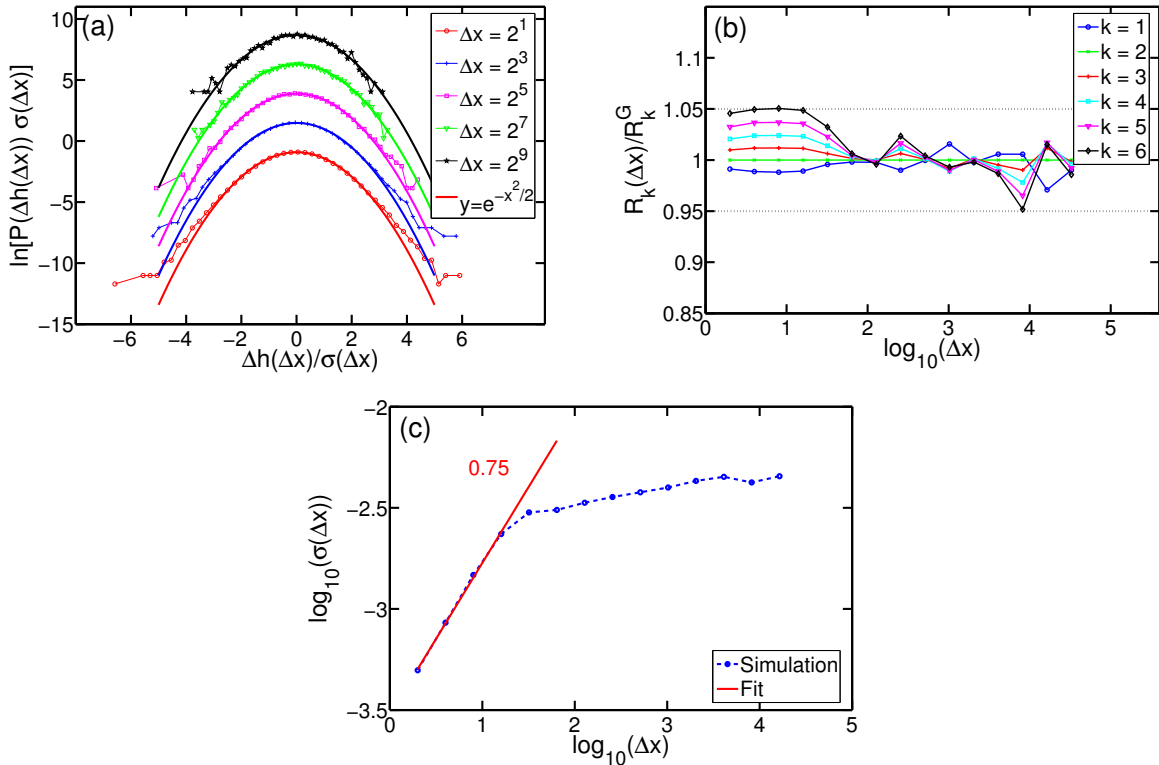 (a)
ln[P(Δh(Δx)) σ(Δx)]
10
5
0
−5
−10
−15
−6 −4 −2 0 2 4 6
Δh(Δx)/σ(Δx)
Δx = 2^1
Δx = 2^3
Δx = 2^5
Δx = 2^7
Δx = 2^9
y=e^{−x^2/2}
(b)
R_k(Δx)/R_k^G
1.1
1.05
1
0.95
0.9
0.85
0 1 2 3 4 5
log_10(Δx)
k = 1
k = 2
k = 3
k = 4
k = 5
k = 6
(c)
log_10(σ(Δx))
−2
−2.5
−3
−3.5
0 1 2 3 4 5
log_10(Δx)
0.75
Simulation
Fit